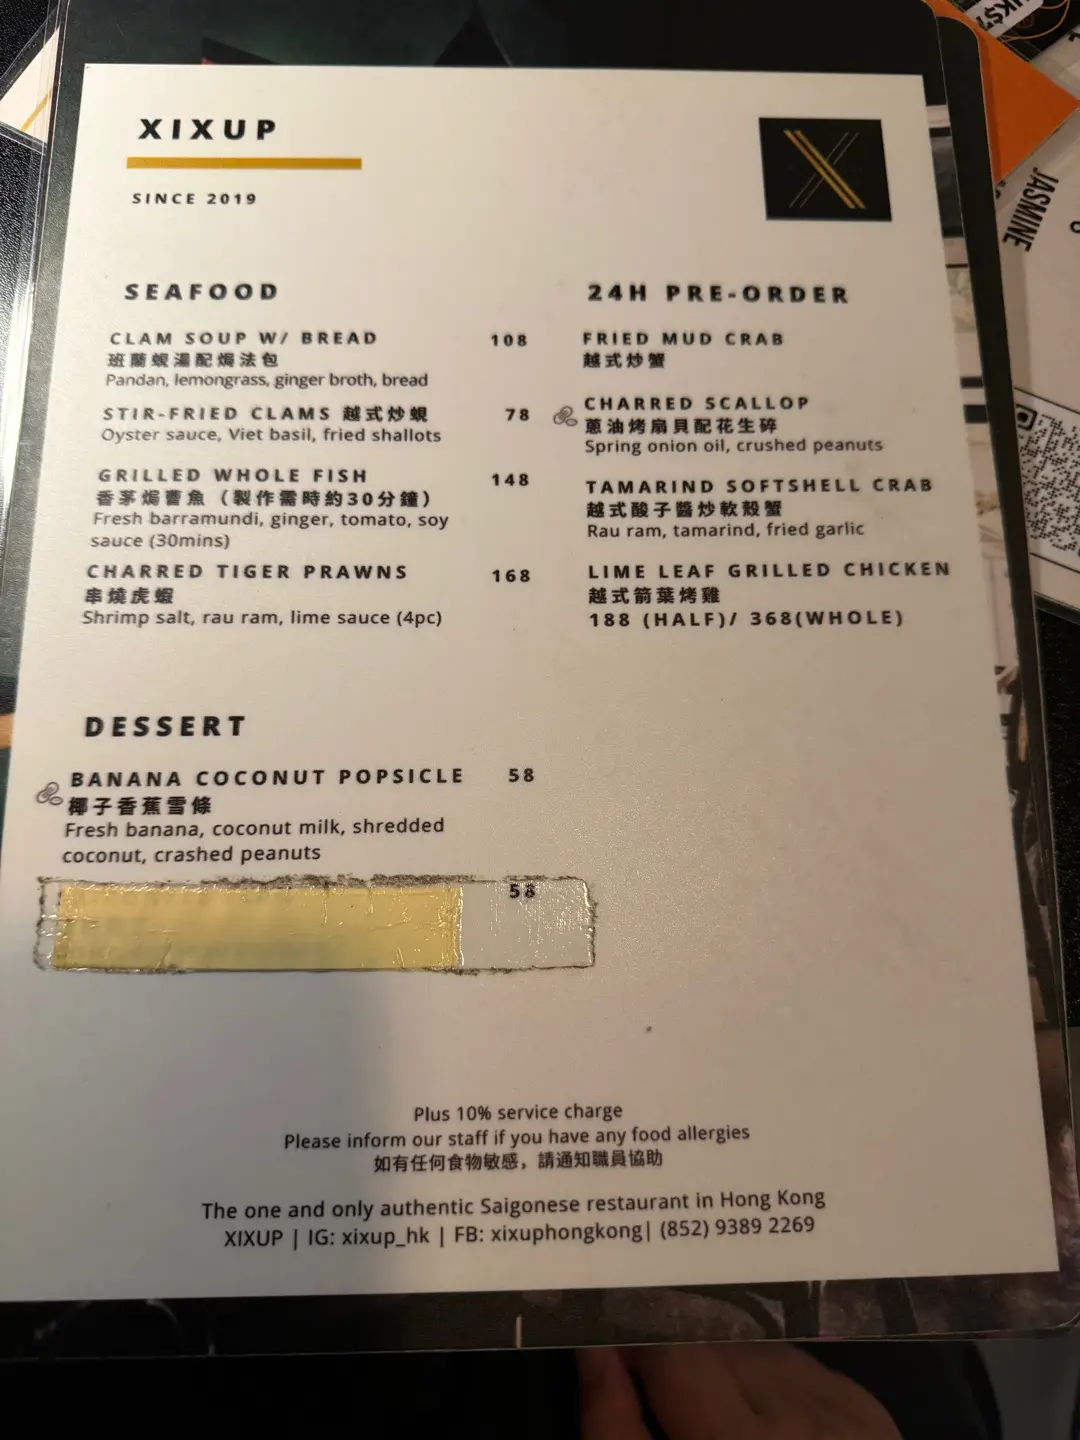 XIXUP
SINCE 2019
SEAFOOD
CLAM SOUP W/ BREAD 108
班蘭蜆湯配焗法包
Pandan, lemongrass, ginger broth, bread
STIR-FRIED CLAMS 越式炒蜆 78
Oyster sauce, Viet basil, fried shallots
GRILLED WHOLE FISH 148
香茅焗曹魚（製作需時約30分鐘）
Fresh barramundi, ginger, tomato, soy
sauce (30mins)
CHARRED TIGER PRAWNS 168
串燒虎蝦
Shrimp salt, rau ram, lime sauce (4pc)
24H PRE-ORDER
FRIED MUD CRAB
越式炒蟹
CHARRED SCALLOP
蔥油烤扇貝配花生碎
Spring onion oil, crushed peanuts
TAMARIND SOFTSHELL CRAB
越式酸子醬炒軟殼蟹
Rau ram, tamarind, fried garlic
LIME LEAF GRILLED CHICKEN
越式箭葉烤雞
188 (HALF)/ 368(WHOLE)
DESSERT
BANANA COCONUT POPSICLE 58
椰子香蕉雪條
Fresh banana, coconut milk, shredded
coconut, crashed peanuts
58
Plus 10% service charge
Please inform our staff if you have any food allergies
如有任何食物敏感，請通知職員協助
The one and only authentic Saigonese restaurant in Hong Kong
XIXUP | IG: xixup_hk | FB: xixuphongkong| (852) 9389 2269
JASMINE